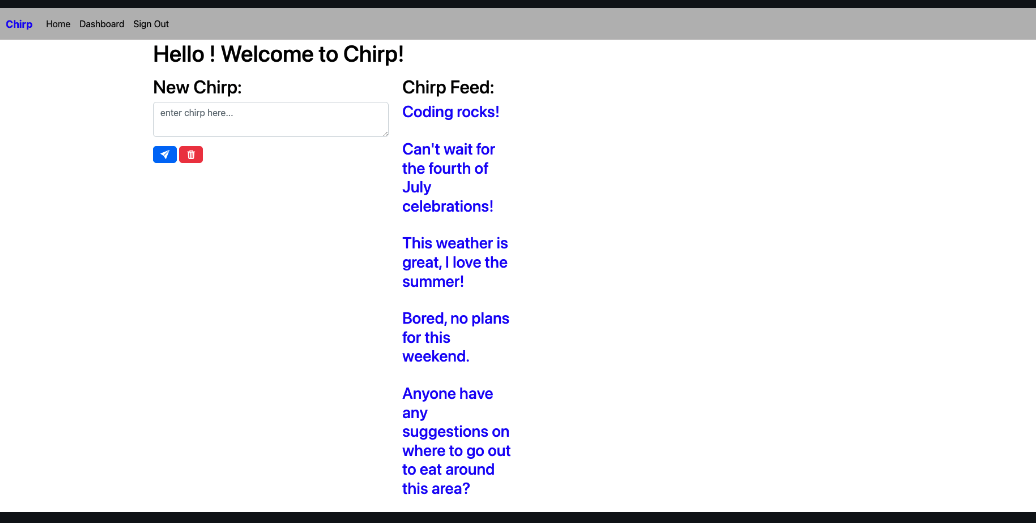 Chirp Home Dashboard Sign Out
Hello ! Welcome to Chirp!
New Chirp:
enter chirp here...
Chirp Feed:
Coding rocks!
Can't wait for
the fourth of
July
celebrations!
This weather is
great, I love the
summer!
Bored, no plans
for this
weekend.
Anyone have
any
suggestions on
where to go out
to eat around
this area?